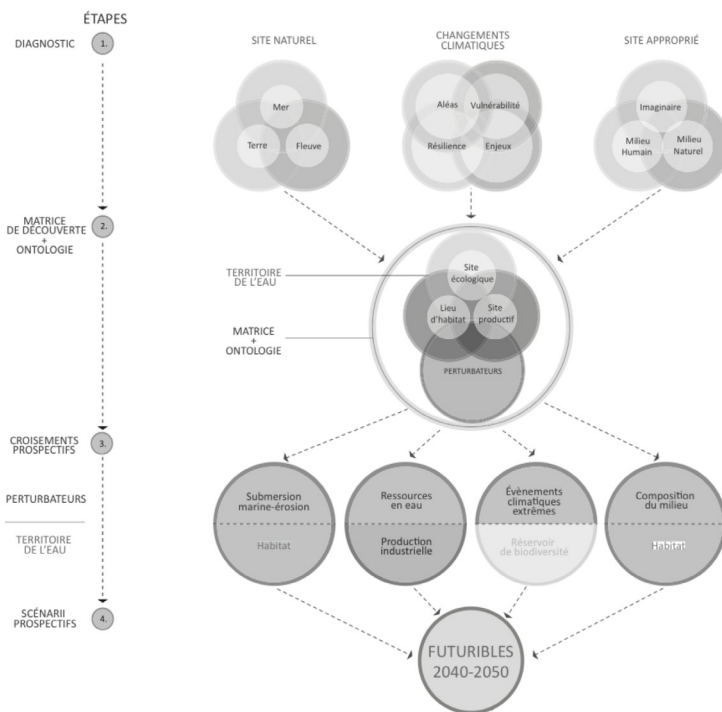 ÉTAPES
DIAGNOSTIC
1.
SITE NATUREL
CHANGEMENTS
CLIMATIQUES
SITE APPROPRIÉ
Mer
Terre
Fleuve
Aléas
Vulnérabilité
Résilience
Enjeux
Imaginaire
Milieu
Humain
Milieu
Naturel
MATRICE
DE DÉCOUVERTE
+
ONTOLOGIE
2.
TERRITOIRE
DE L'EAU
MATRICE
+
ONTOLOGIE
Site
écologique
Lieu
d'habitat
Site
productif
PERTURBATEURS
CROISEMENTS
PROSPECTIFS
3.
PERTURBATEURS
TERRITOIRE
DE L'EAU
Submersion
marine-érosion
Habitat
Ressources
en eau
Production
industrielle
Évènements
climatiques
extrêmes
Réservoir
de biodiversité
Composition
du milieu
Habitat
SCÉNARII
PROSPECTIFS
4.
FUTURIBLES
2040-2050